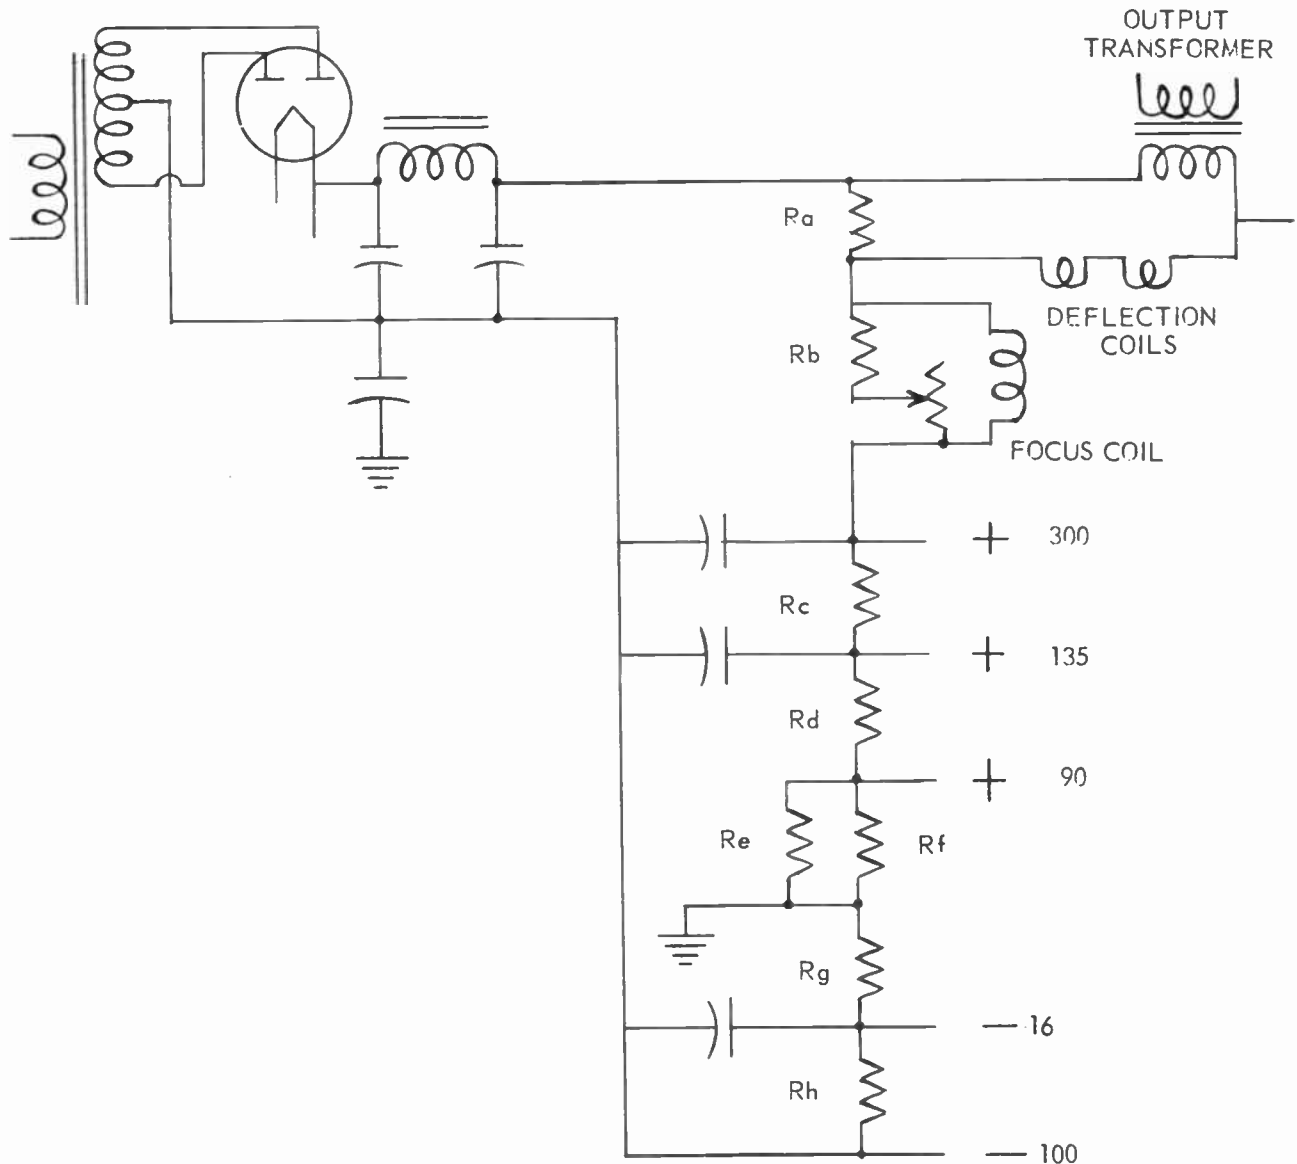 OUTPUT
TRANSFORMER
Ra
DEFLECTION
COILS
Rb
FOCUS COIL
+ 300
Rc
+ 135
Rd
+ 90
Re
Rf
Rg
— 16
Rh
— 100